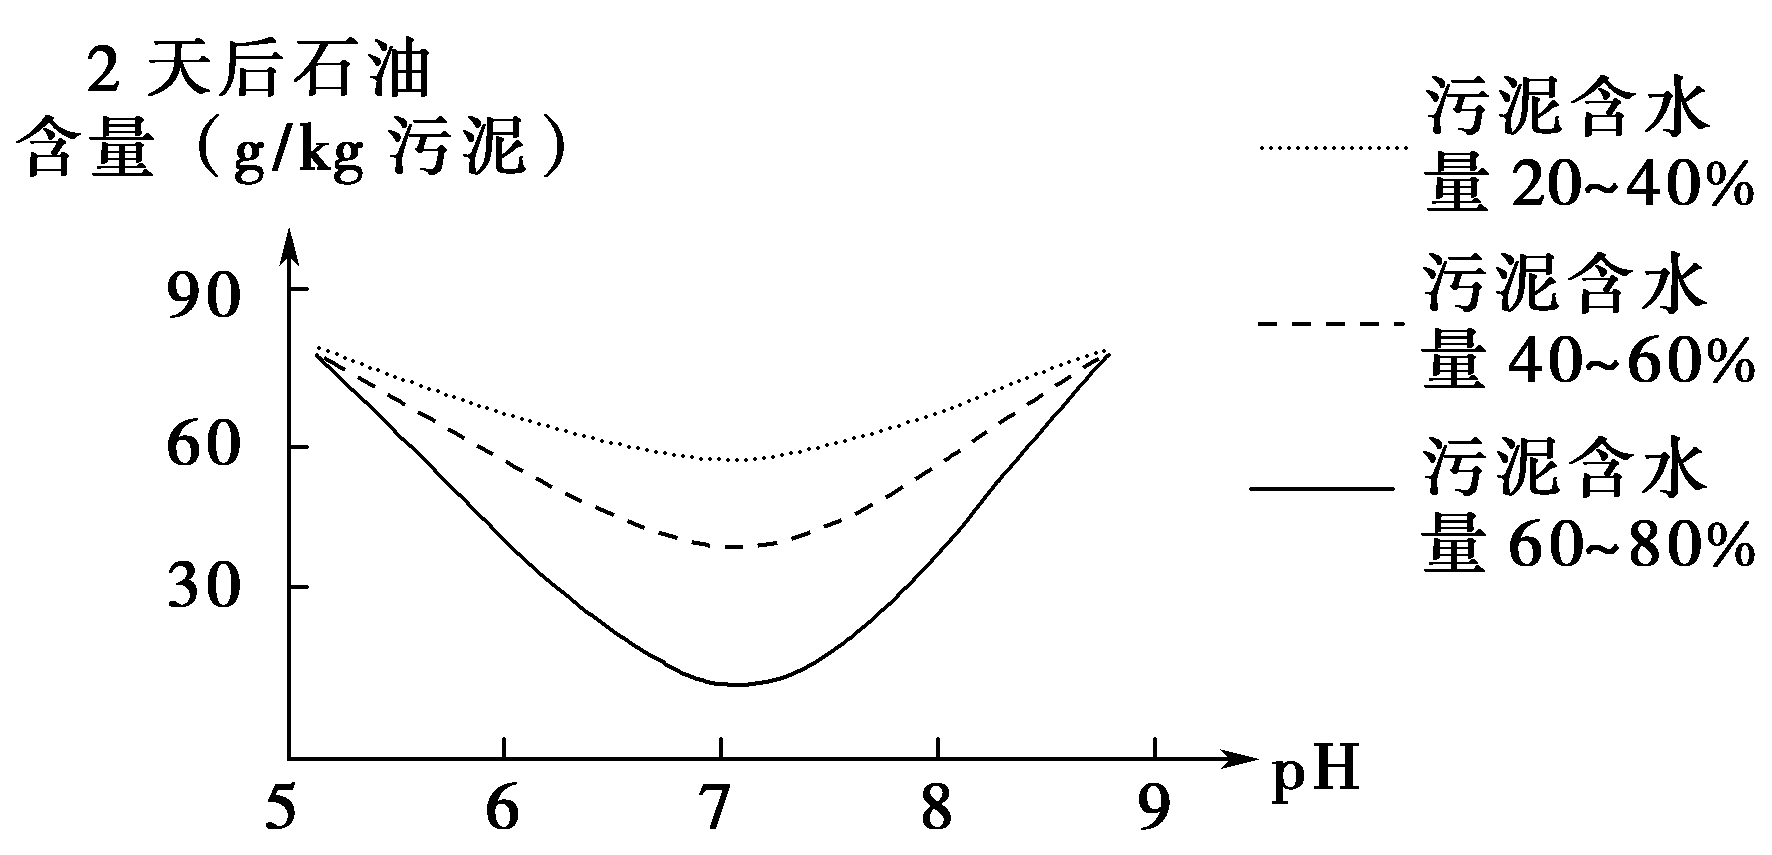 2 天后石油
含量（g/kg 污泥）
90
60
30
5 6 7 8 9
pH
污泥含水
量 20~40%
污泥含水
量 40~60%
污泥含水
量 60~80%